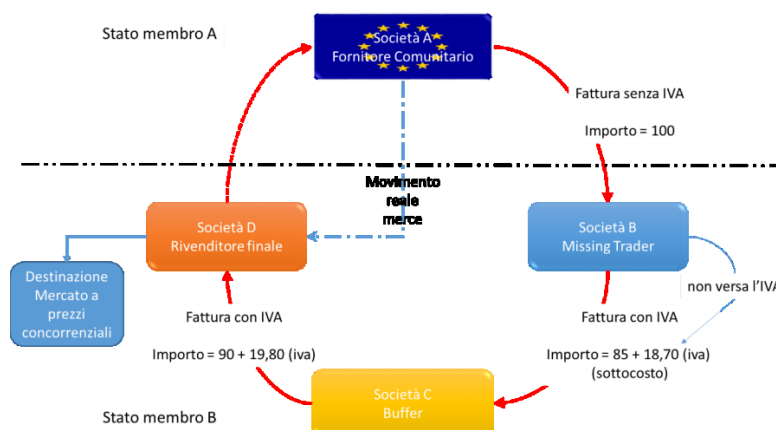 Stato membro A
Società A
Fornitore Comunitario
Fattura senza IVA
Importo = 100
Movimento
reale
merce
Società D
Rivenditore finale
Società B
Missing Trader
Destinazione
Mercato a
prezzi
concorrenziali
non versa l'IVA
Fattura con IVA
Importo = 90 + 19,80 (iva)
Fattura con IVA
Importo = 85 + 18,70 (iva)
(sottocosto)
Società C
Buffer
Stato membro B